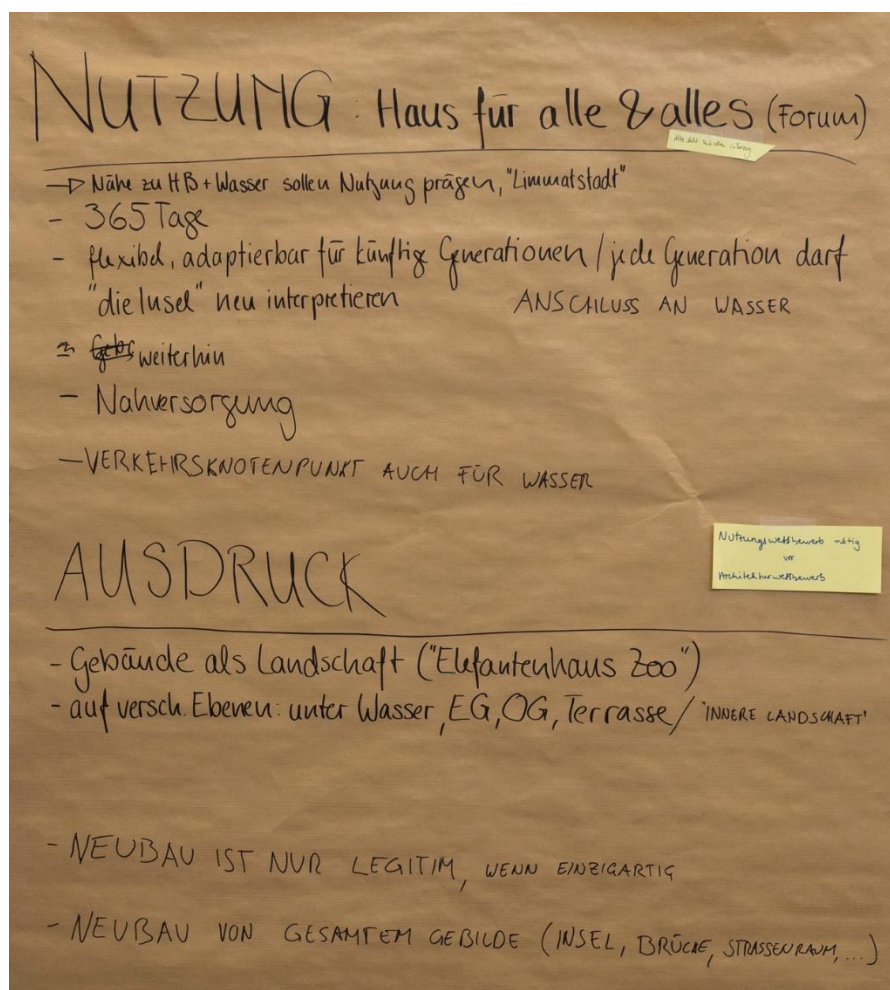 NUTZUNG: Haus für alle & alles (Forum)
→ Nähe zu HB + Wasser sollen Nutzung prägen, "Limmatstadt"
- 365 Tage
- flexibel, adaptierbar für künftige Generationen / jede Generation darf
"die Insel" neu interpretieren ANSCHLUSS AN WASSER
weiterhin
- Nahversorgung
- VERKEHRSKNOTENPUNKT AUCH FÜR WASSER
Nutzungswettbewerb nötig
vor
Architekturwettbewerb
AUSDRUCK
- Gebäude als Landschaft ("Elefantenhaus Zoo")
- auf versch. Ebenen: unter Wasser, EG, OG, Terrasse / 'INNERE LANDSCHAFT'
- NEUBAU IST NUR LEGITIM, WENN EINZIGARTIG
- NEUBAU VON GESAMTEM GEBILDE (INSEL, BRÜCKE, STRASSENRAUM, ...)